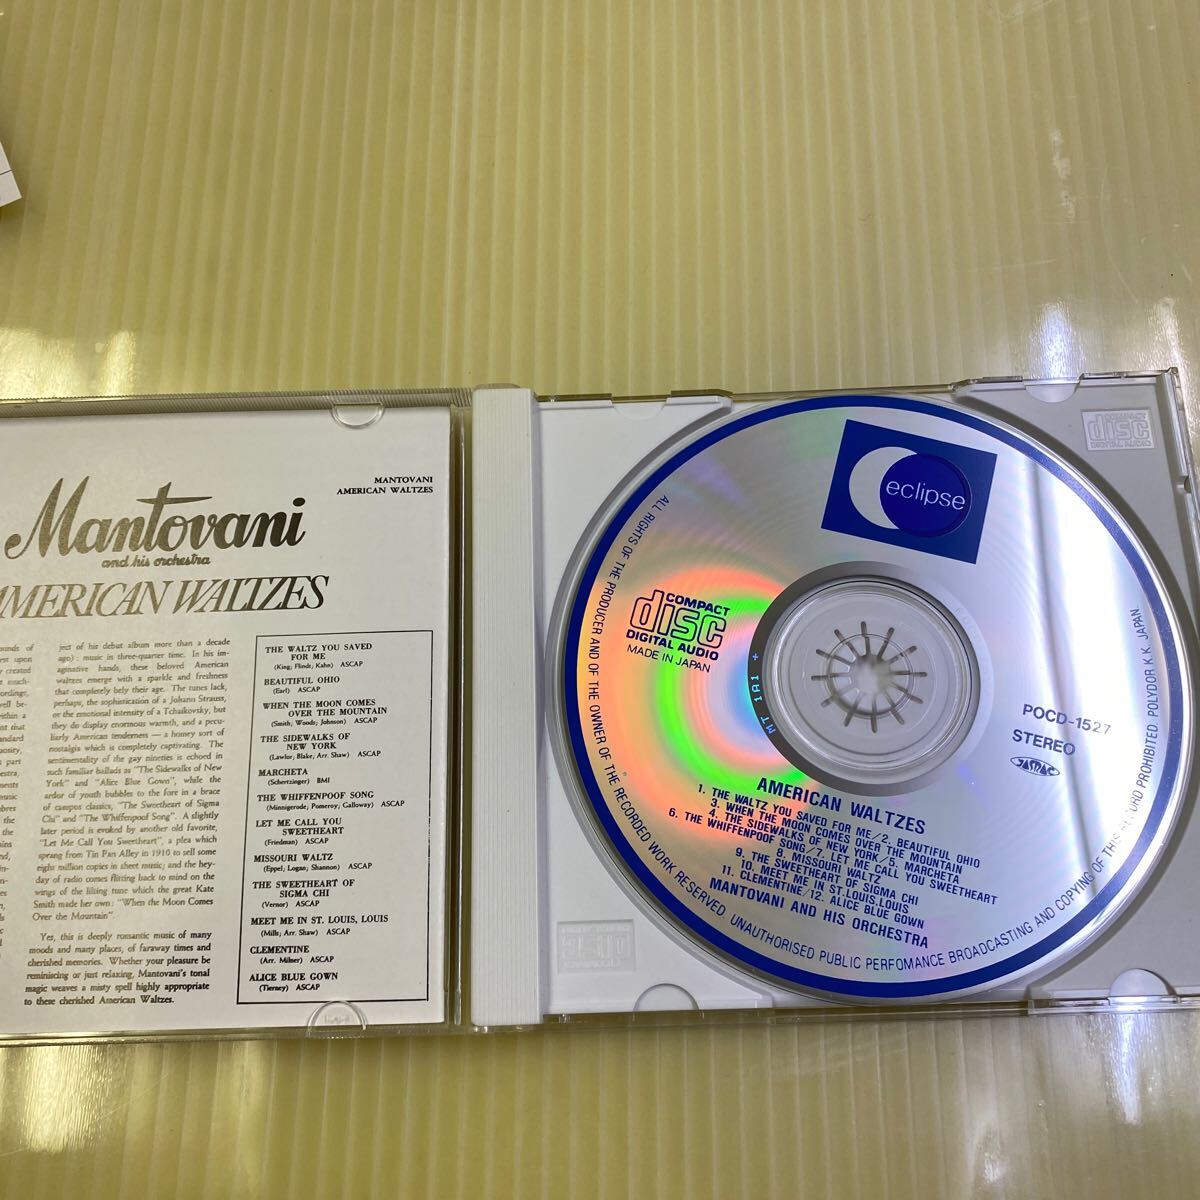 MANTOVANI
AMERICAN WALTZES
Mantovani
and his orchestra
AMERICAN WALTZES
ject of his debut album more than a decade
ago): music in three-quarter time. In his im-
aginative hands, these beloved American
waltzes emerge with a sparkle and freshness
that completely bely their age. The tunes lack,
perhaps, the sophistication of a Johann Strauss,
or the emotional intensity of a Tchaikovsky, but
they do display enormous warmth, and a pecu-
liarly American tenderness — a homey sort of
nostalgia which is completely captivating. The
sentimentality of the gay nineties is echoed in
such familiar ballads as "The Sidewalks of New
York" and "Alice Blue Gown", while the
ardor of youth bubbles to the fore in a brace
of campus classics, "The Sweetheart of Sigma
Chi" and "The Whiffenpoof Song". A slightly
later period is evoked by another old favorite,
"Let Me Call You Sweetheart", a plea which
sprang from Tin Pan Alley in 1910 to sell some
eight million copies in sheet music; and the hey-
day of radio comes flitting back to mind on the
wings of the lilting tune which the great Kate
Smith made her own: "When the Moon Comes
Over the Mountain".
Yes, this is deeply romantic music of many
moods and many places, of faraway times and
cherished memories. Whether your pleasure be
reminiscing or just relaxing, Mantovani's tonal
magic weaves a misty spell highly appropriate
to these cherished American Waltzes.
THE WALTZ YOU SAVED
FOR ME
(King; Flindt; Kahn) ASCAP
BEAUTIFUL OHIO
(Earl) ASCAP
WHEN THE MOON COMES
OVER THE MOUNTAIN
(Smith; Woods; Johnson) ASCAP
THE SIDEWALKS OF
NEW YORK
(Lawlor, Blake; Arr. Shaw) ASCAP
MARCHETA
(Schertzinger) BMI
THE WHIFFENPOOF SONG
(Minnigerode; Pomeroy; Galloway) ASCAP
LET ME CALL YOU
SWEETHEART
(Friedman) ASCAP
MISSOURI WALTZ
(Eppel; Logan; Shannon) ASCAP
THE SWEETHEART OF
SIGMA CHI
(Vernor) ASCAP
MEET ME IN ST. LOUIS, LOUIS
(Mills; Arr. Shaw) ASCAP
CLEMENTINE
(Arr. Milner) ASCAP
ALICE BLUE GOWN
(Tierney) ASCAP
eclipse
COMPACT
disc
DIGITAL AUDIO
MADE IN JAPAN
MT 1A1 +
POCD-1527
STEREO
JASRAC
AMERICAN WALTZES
1. THE WALTZ YOU SAVED FOR ME/2. BEAUTIFUL OHIO
3. WHEN THE MOON COMES OVER THE MOUNTAIN
4. THE SIDEWALKS OF NEW YORK/5. MARCHETA
6. THE WHIFFENPOOF SONG/7. LET ME CALL YOU SWEETHEART
8. MISSOURI WALTZ
9. THE SWEETHEART OF SIGMA CHI
10. MEET ME IN ST.LOUIS.LOUIS
11. CLEMENTINE/12. ALICE BLUE GOWN
MANTOVANI AND HIS ORCHESTRA
ALL RIGHTS OF THE PRODUCER AND OF THE OWNER OF THE RECORDED WORK RESERVED. UNAUTHORISED PUBLIC PERFOMANCE BROADCASTING AND COPYING OF THIS RECORD PROHIBITED. POLYDOR K.K. JAPAN